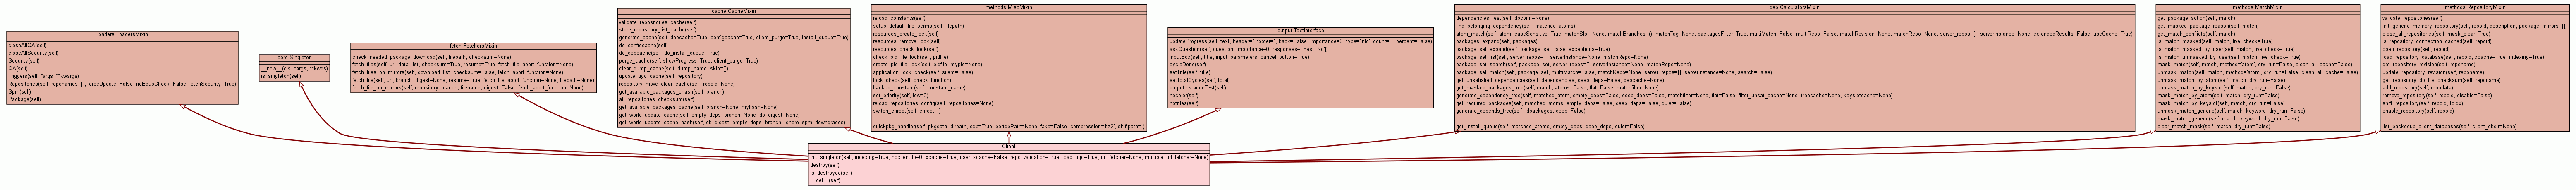 loaders.LoadersMixin
closeAllQA(self)
closeAllSecurity(self)
Security(self)
QA(self)
Triggers(self, *args, **kwargs)
Repositories(self, reponames=[], forceUpdate=False, noEquoCheck=False, fetchSecurity=True)
Spm(self)
Package(self)
core.Singleton
__new__(cls, *args, **kwds)
is_singleton(self)
fetch.FetchersMixin
check_needed_package_download(self, filepath, checksum=None)
fetch_files(self, url_data_list, checksum=True, resume=True, fetch_file_abort_function=None)
fetch_files_on_mirrors(self, download_list, checksum=False, fetch_abort_function=None)
fetch_file(self, url, branch, digest=None, resume=True, fetch_file_abort_function=None, filepath=None)
fetch_file_on_mirrors(self, repository, branch, filename, digest=False, fetch_abort_function=None)
cache.CacheMixin
validate_repositories_cache(self)
store_repository_list_cache(self)
generate_cache(self, depcache=True, configcache=True, client_purge=True, install_queue=True)
do_configcache(self)
do_depcache(self, do_install_queue=True)
purge_cache(self, showProgress=True, client_purge=True)
clear_dump_cache(self, dump_name, skip=[])
update_ugc_cache(self, repository)
repository_move_clear_cache(self, repoid=None)
get_available_packages_chash(self, branch)
all_repositories_checksum(self)
get_available_packages_cache(self, branch=None, myhash=None)
get_world_update_cache(self, empty_deps, branch=None, db_digest=None)
get_world_update_cache_hash(self, db_digest, empty_deps, branch, ignore_spm_downgrades)
methods.MiscMixin
reload_constants(self)
setup_default_file_perms(self, filepath)
resources_create_lock(self)
resources_remove_lock(self)
resources_check_lock(self)
check_pid_file_lock(self, pidfile)
create_pid_file_lock(self, pidfile, mypid=None)
application_lock_check(self, silent=False)
lock_check(self, check_function)
backup_constant(self, constant_name)
set_priority(self, low=0)
reload_repositories_config(self, repositories=None)
switch_chroot(self, chroot='')
quickpkg_handler(self, pkgdata, dirpath, edb=True, portdbPath=None, fake=False, compression='bz2', shiftpath='')
output.TextInterface
updateProgress(self, text, header='', footer='', back=False, importance=0, type='info', count=[], percent=False)
askQuestion(self, question, importance=0, responses=['Yes', 'No'])
inputBox(self, title, input_parameters, cancel_button=True)
cycleDone(self)
setTitle(self, title)
setTotalCycles(self, total)
outputInstanceTest(self)
nocolor(self)
notitles(self)
dep.CalculatorsMixin
dependencies_test(self, dbconn=None)
find_belonging_dependency(self, matched_atoms)
atom_match(self, atom, caseSensitive=True, matchSlot=None, matchBranches=(), matchTag=None, packagesFilter=True, multiMatch=False, multiRepo=False, matchRevision=None, matchRepo=None, server_repos=[], serverInstance=None, extendedResults=False, useCache=True)
packages_expand(self, packages)
package_set_expand(self, package_set, raise_exceptions=True)
package_set_list(self, server_repos=[], serverInstance=None, matchRepo=None)
package_set_search(self, package_set, server_repos=[], serverInstance=None, matchRepo=None)
package_set_match(self, package_set, multiMatch=False, matchRepo=None, server_repos=[], serverInstance=None, search=False)
get_unsatisfied_dependencies(self, dependencies, deep_deps=False, depcache=None)
get_masked_packages_tree(self, match, atoms=False, flat=False, matchfilter=None)
generate_dependency_tree(self, matched_atom, empty_deps=False, deep_deps=False, matchfilter=None, flat=False, filter_unsat_cache=None, treecache=None, keyslotcache=None)
get_required_packages(self, matched_atoms, empty_deps=False, deep_deps=False, quiet=False)
generate_depends_tree(self, idpackages, deep=False)
...
get_install_queue(self, matched_atoms, empty_deps, deep_deps, quiet=False)
methods.MatchMixin
get_package_action(self, match)
get_masked_package_reason(self, match)
get_match_conflicts(self, match)
is_match_masked(self, match, live_check=True)
is_match_masked_by_user(self, match, live_check=True)
is_match_unmasked_by_user(self, match, live_check=True)
mask_match(self, match, method='atom', dry_run=False, clean_all_cache=False)
unmask_match(self, match, method='atom', dry_run=False, clean_all_cache=False)
unmask_match_by_atom(self, match, dry_run=False)
unmask_match_by_keyslot(self, match, dry_run=False)
mask_match_by_atom(self, match, dry_run=False)
mask_match_by_keyslot(self, match, dry_run=False)
unmask_match_generic(self, match, keyword, dry_run=False)
mask_match_generic(self, match, keyword, dry_run=False)
clear_match_mask(self, match, dry_run=False)
methods.RepositoryMixin
validate_repositories(self)
init_generic_memory_repository(self, repoid, description, package_mirrors=[])
close_all_repositories(self, mask_clear=True)
is_repository_connection_cached(self, repoid)
open_repository(self, repoid)
load_repository_database(self, repoid, xcache=True, indexing=True)
get_repository_revision(self, reponame)
update_repository_revision(self, reponame)
get_repository_db_file_checksum(self, reponame)
add_repository(self, repodata)
remove_repository(self, repoid, disable=False)
shift_repository(self, repoid, toidx)
enable_repository(self, repoid)
list_backedup_client_databases(self, client_dbdir=None)
Client
init_singleton(self, indexing=True, noclientdb=0, xcache=True, user_xcache=False, repo_validation=True, load_ugc=True, url_fetcher=None, multiple_url_fetcher=None)
destroy(self)
is_destroyed(self)
__del__(self)